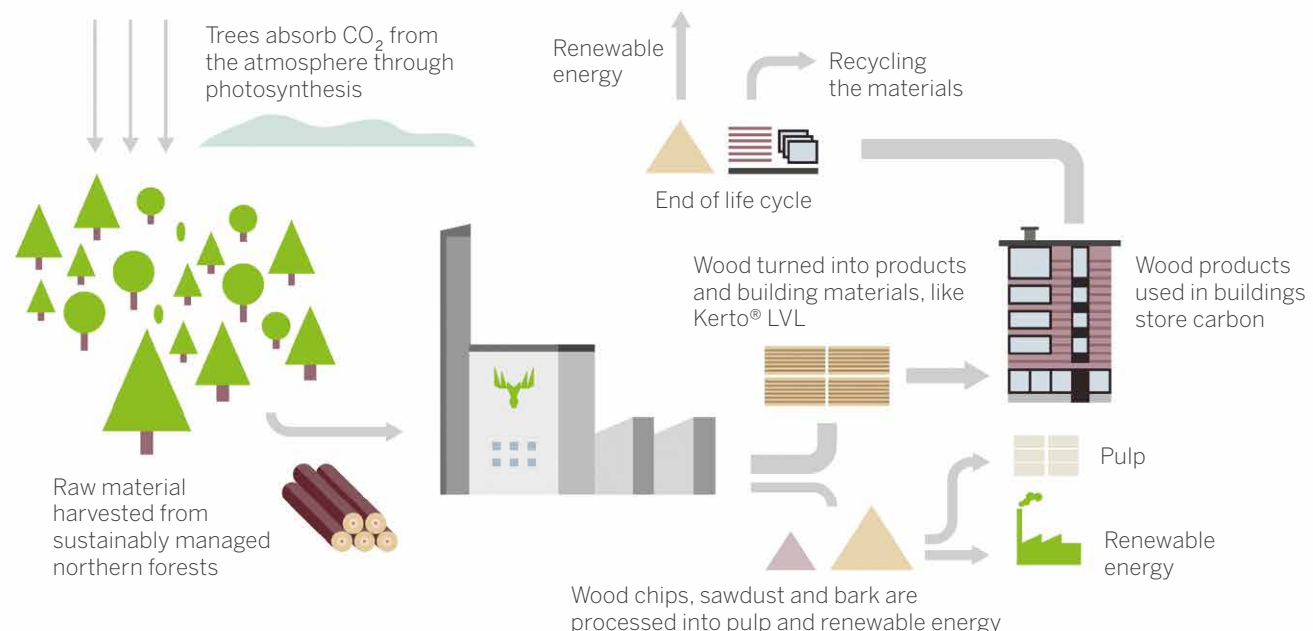 Trees absorb CO₂ from
the atmosphere through
photosynthesis
Renewable
energy
Recycling
the materials
End of life cycle
Wood turned into products
and building materials, like
Kerto® LVL
Wood products
used in buildings
store carbon
Raw material
harvested from
sustainably managed
northern forests
Pulp
Renewable
energy
Wood chips, sawdust and bark are
processed into pulp and renewable energy